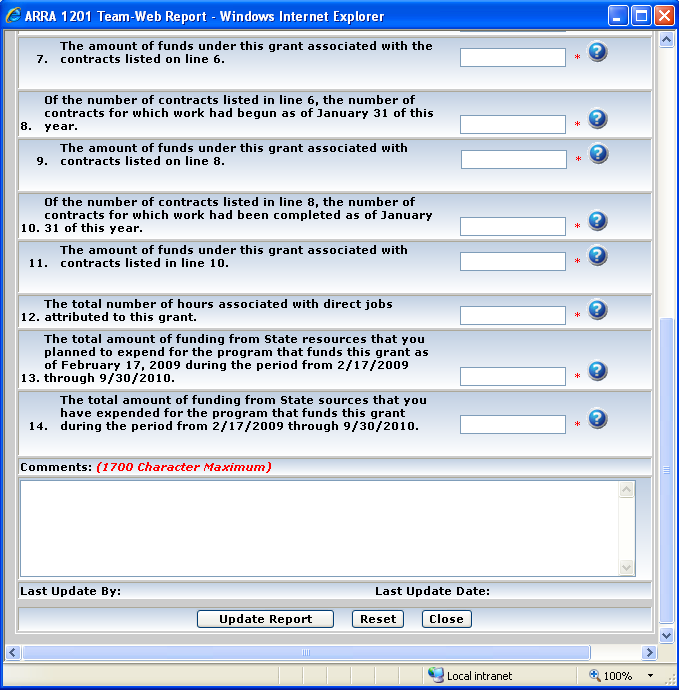 ARRA 1201 Team-Web Report - Windows Internet Explorer
The amount of funds under this grant associated with the
7. contracts listed on line 6. *
Of the number of contracts listed in line 6, the number of
contracts for which work had begun as of January 31 of this
8. year. *
The amount of funds under this grant associated with
9. contracts listed on line 8. *
Of the number of contracts listed in line 8, the number of
contracts for which work had been completed as of January
10. 31 of this year. *
The amount of funds under this grant associated with
11. contracts listed in line 10. *
The total number of hours associated with direct jobs
12. attributed to this grant. *
The total amount of funding from State resources that you
planned to expend for the program that funds this grant as
of February 17, 2009 during the period from 2/17/2009
13. through 9/30/2010. *
The total amount of funding from State sources that you
have expended for the program that funds this grant
14. during the period from 2/17/2009 through 9/30/2010. *
Comments: (1700 Character Maximum)
Last Update By: Last Update Date:
Update Report Reset Close
Local intranet 100%